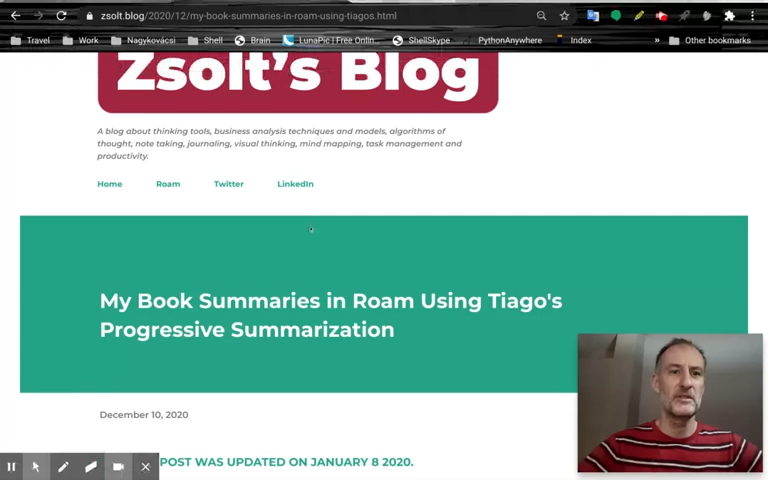 zsolt.blog/2020/12/my-book-summaries-in-roam-using-tiagos.html
Travel Work Nagykovácsi Shell Brain LunaPic | Free Onlin... ShellSkype PythonAnywhere Index » Other bookmarks
Zsolt's Blog
A blog about thinking tools, business analysis techniques and models, algorithms of
thought, note taking, journaling, visual thinking, mind mapping, task management and
productivity.
Home Roam Twitter LinkedIn
My Book Summaries in Roam Using Tiago's
Progressive Summarization
December 10, 2020
POST WAS UPDATED ON JANUARY 8 2020.